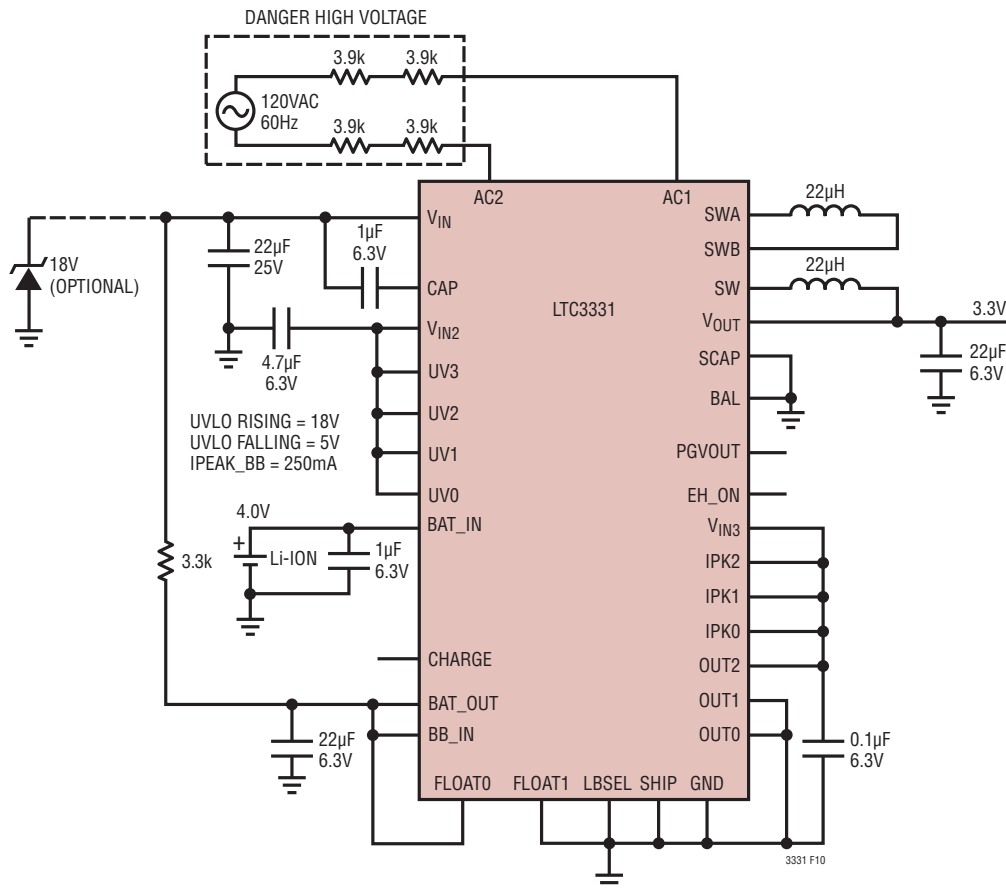 DANGER HIGH VOLTAGE
3.9k
3.9k
120VAC
60Hz
3.9k
3.9k
AC2
AC1
18V
(OPTIONAL)
22µF
25V
1µF
6.3V
4.7µF
6.3V
UVLO RISING = 18V
UVLO FALLING = 5V
IPEAK_BB = 250mA
4.0V
+
Li-ION
1µF
6.3V
3.3k
22µF
6.3V
VIN
CAP
VIN2
UV3
UV2
UV1
UV0
BAT_IN
CHARGE
BAT_OUT
BB_IN
FLOAT0
FLOAT1
LBSEL
SHIP
GND
LTC3331
SWA
SWB
SW
VOUT
SCAP
BAL
PGVOUT
EH_ON
VIN3
IPK2
IPK1
IPK0
OUT2
OUT1
OUT0
22µH
22µH
3.3V
22µF
6.3V
0.1µF
6.3V
3331 F10